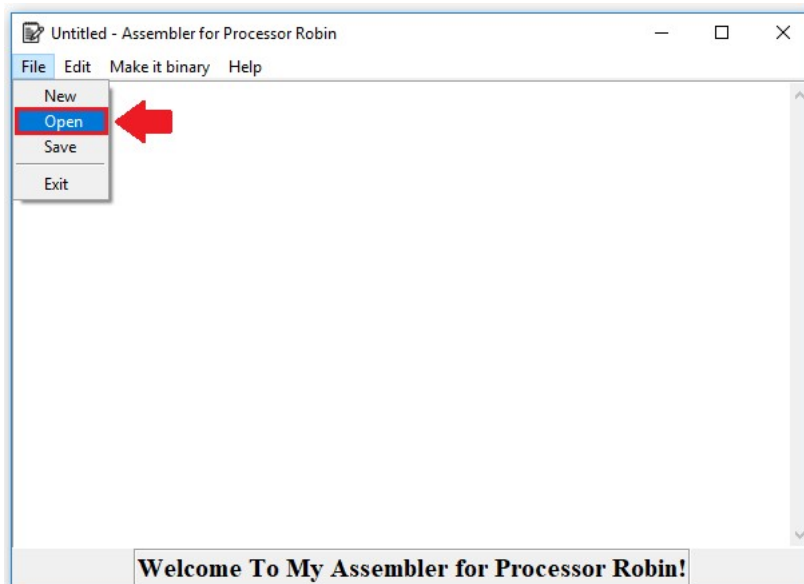 Untitled - Assembler for Processor Robin
File Edit Make it binary Help
New
Open
Save
Exit
Welcome To My Assembler for Processor Robin!